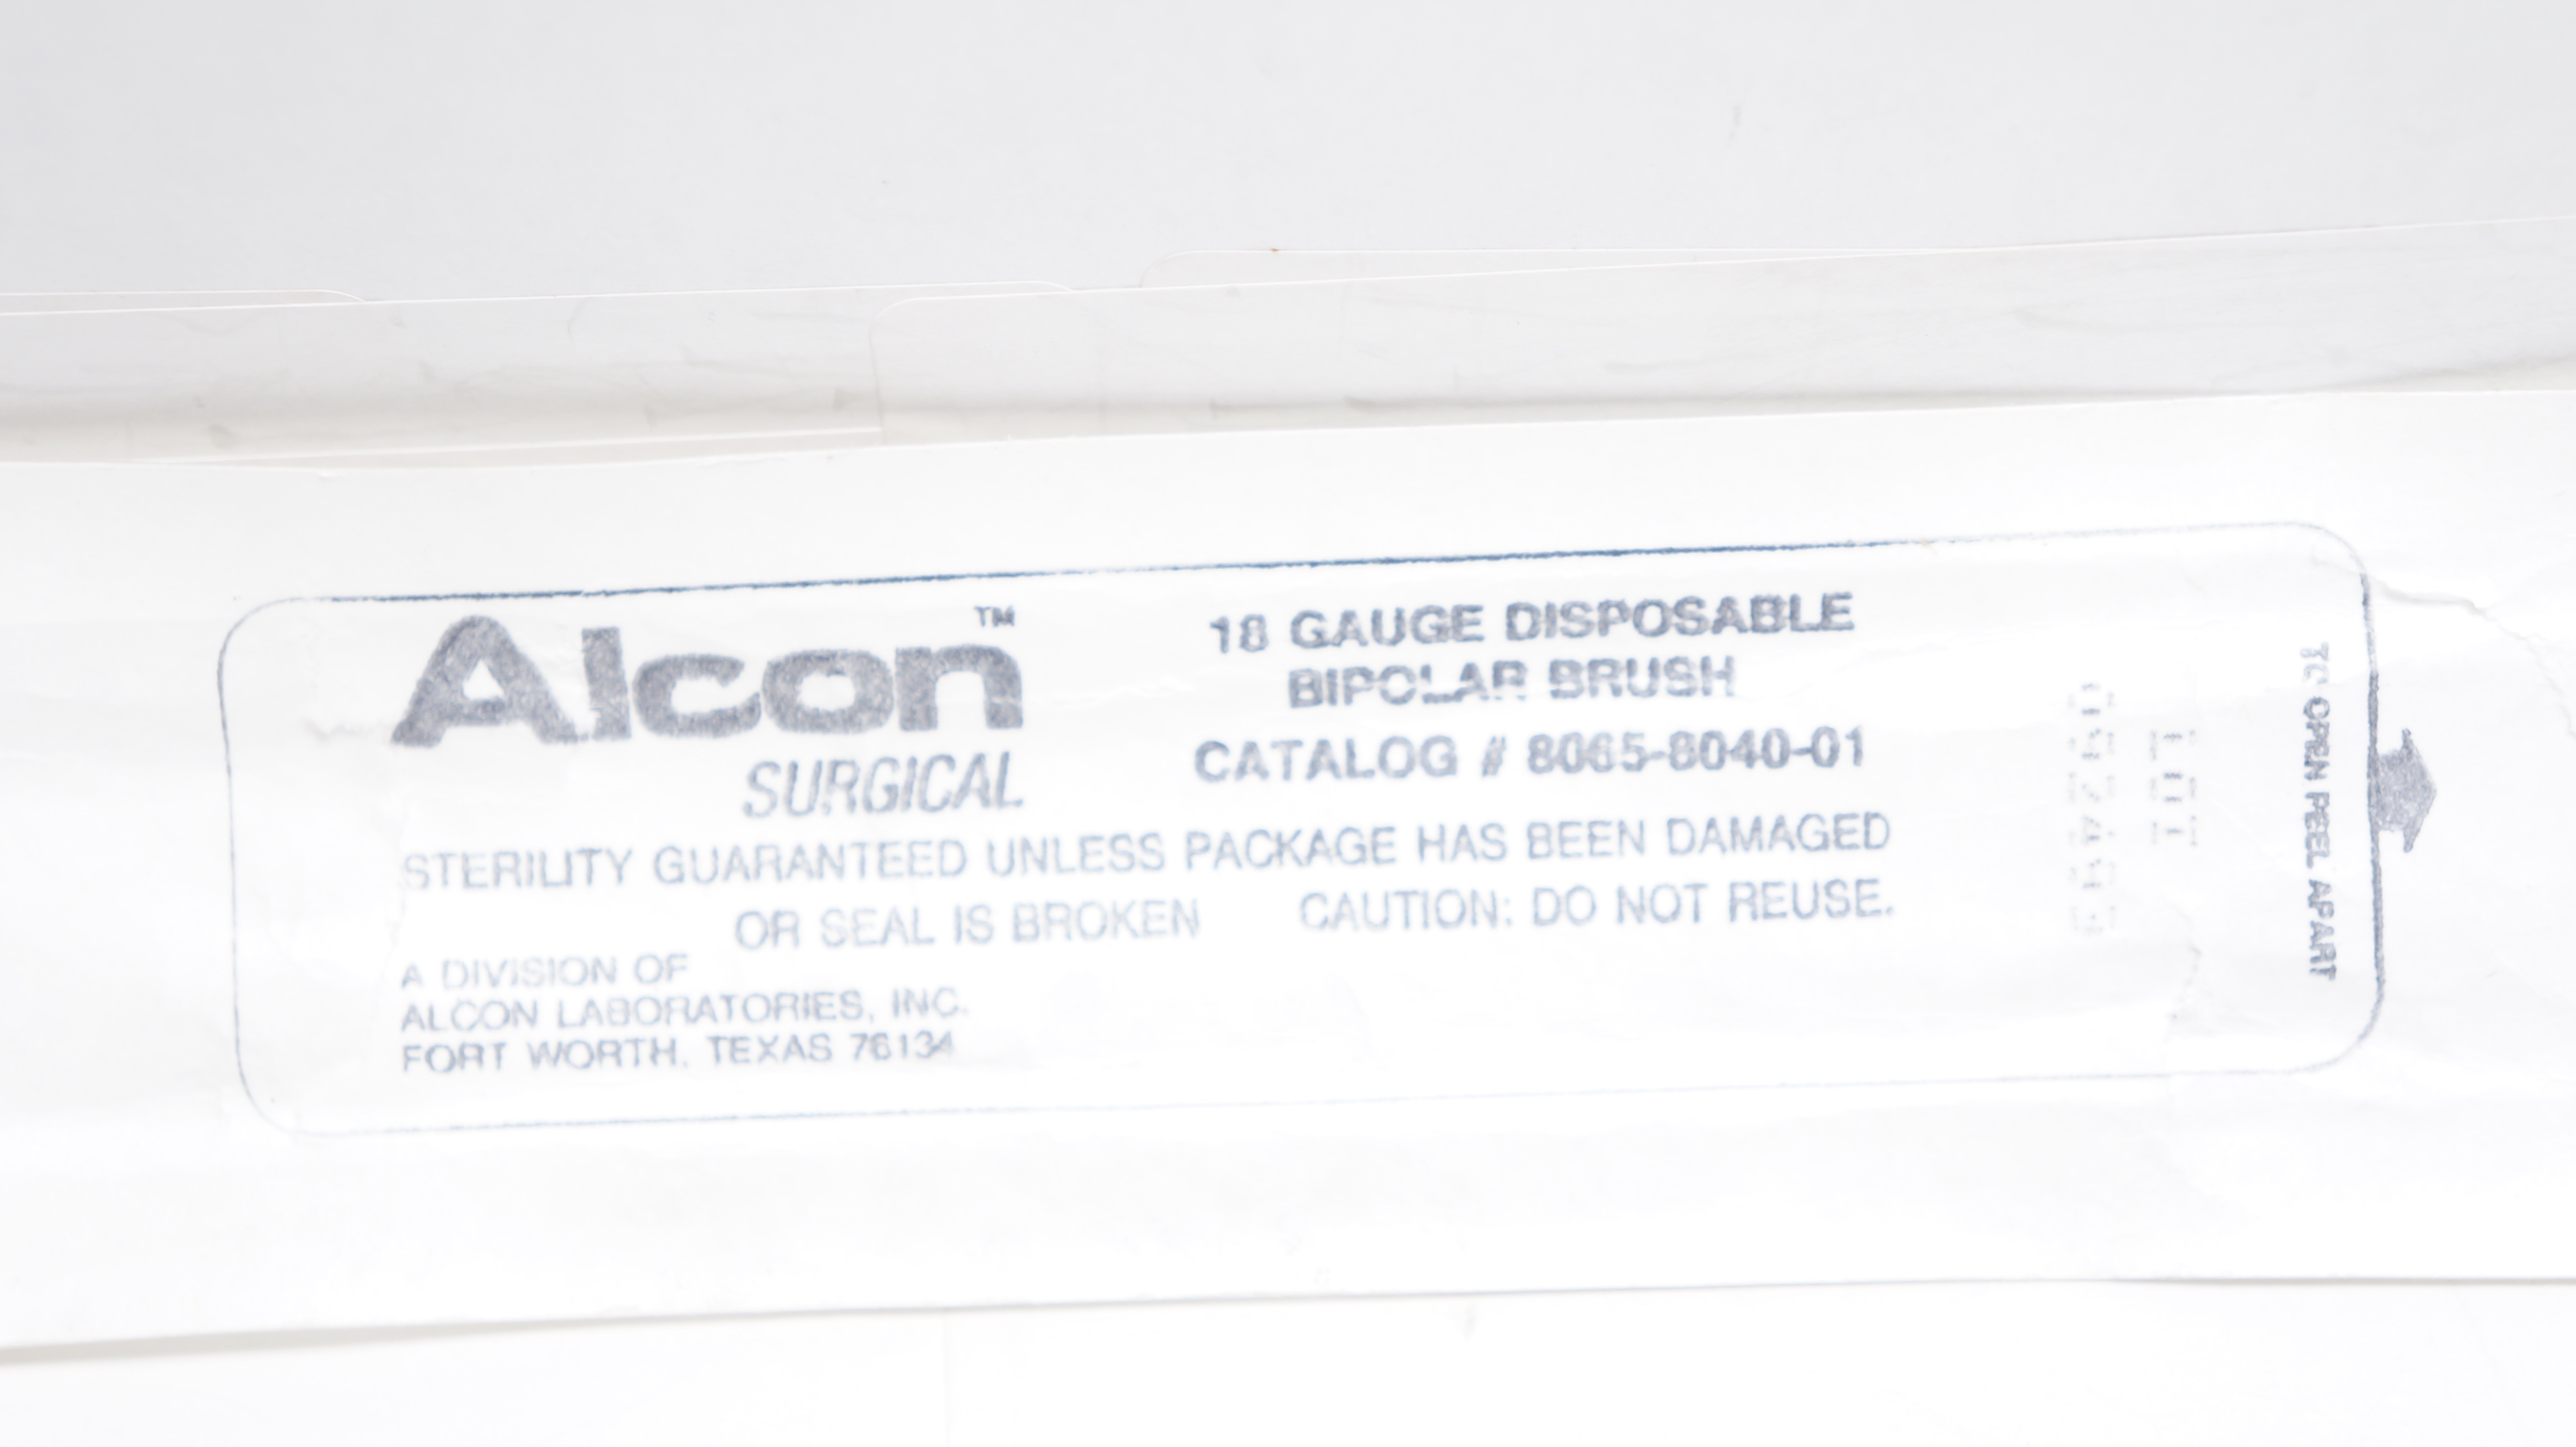 Alcon™
SURGICAL
18 GAUGE DISPOSABLE
BIPOLAR BRUSH
CATALOG # 8065-8040-01
STERILITY GUARANTEED UNLESS PACKAGE HAS BEEN DAMAGED
OR SEAL IS BROKEN CAUTION: DO NOT REUSE.
A DIVISION OF
ALCON LABORATORIES, INC.
FORT WORTH, TEXAS 76134
LOT
TO OPEN PEEL APART